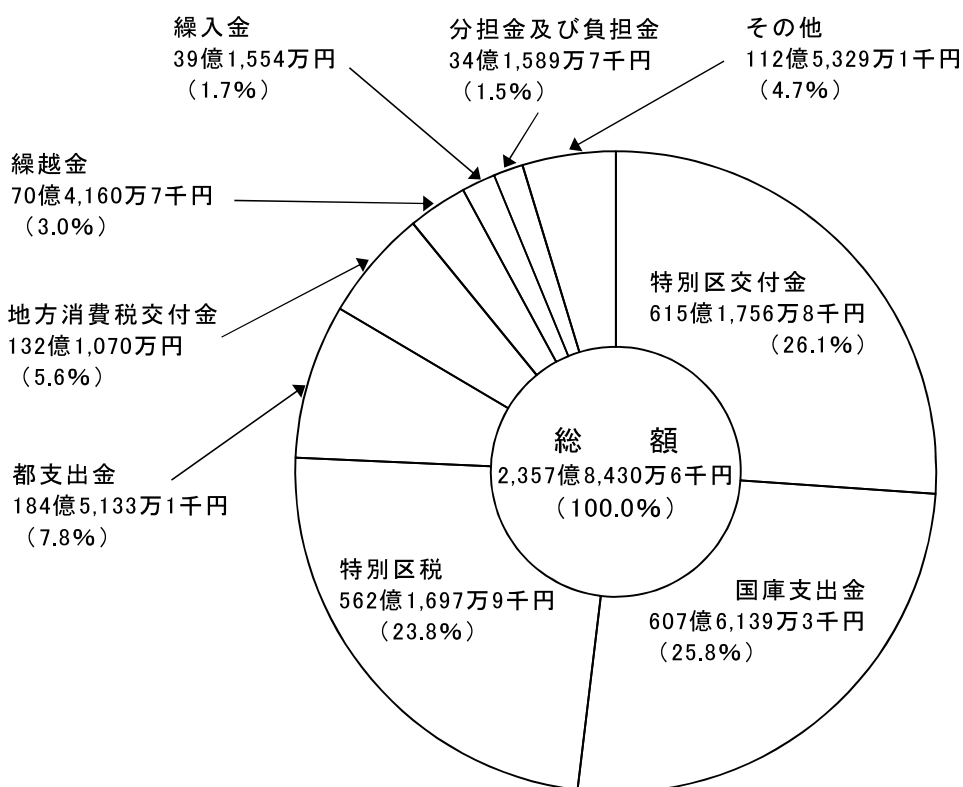 繰入金
39億1,554万円
（1.7%）
分担金及び負担金
34億1,589万7千円
（1.5%）
その他
112億5,329万1千円
（4.7%）
繰越金
70億4,160万7千円
（3.0%）
地方消費税交付金
132億1,070万円
（5.6%）
都支出金
184億5,133万1千円
（7.8%）
特別区交付金
615億1,756万8千円
（26.1%）
総　額
2,357億8,430万6千円
（100.0%）
特別区税
562億1,697万9千円
（23.8%）
国庫支出金
607億6,139万3千円
（25.8%）